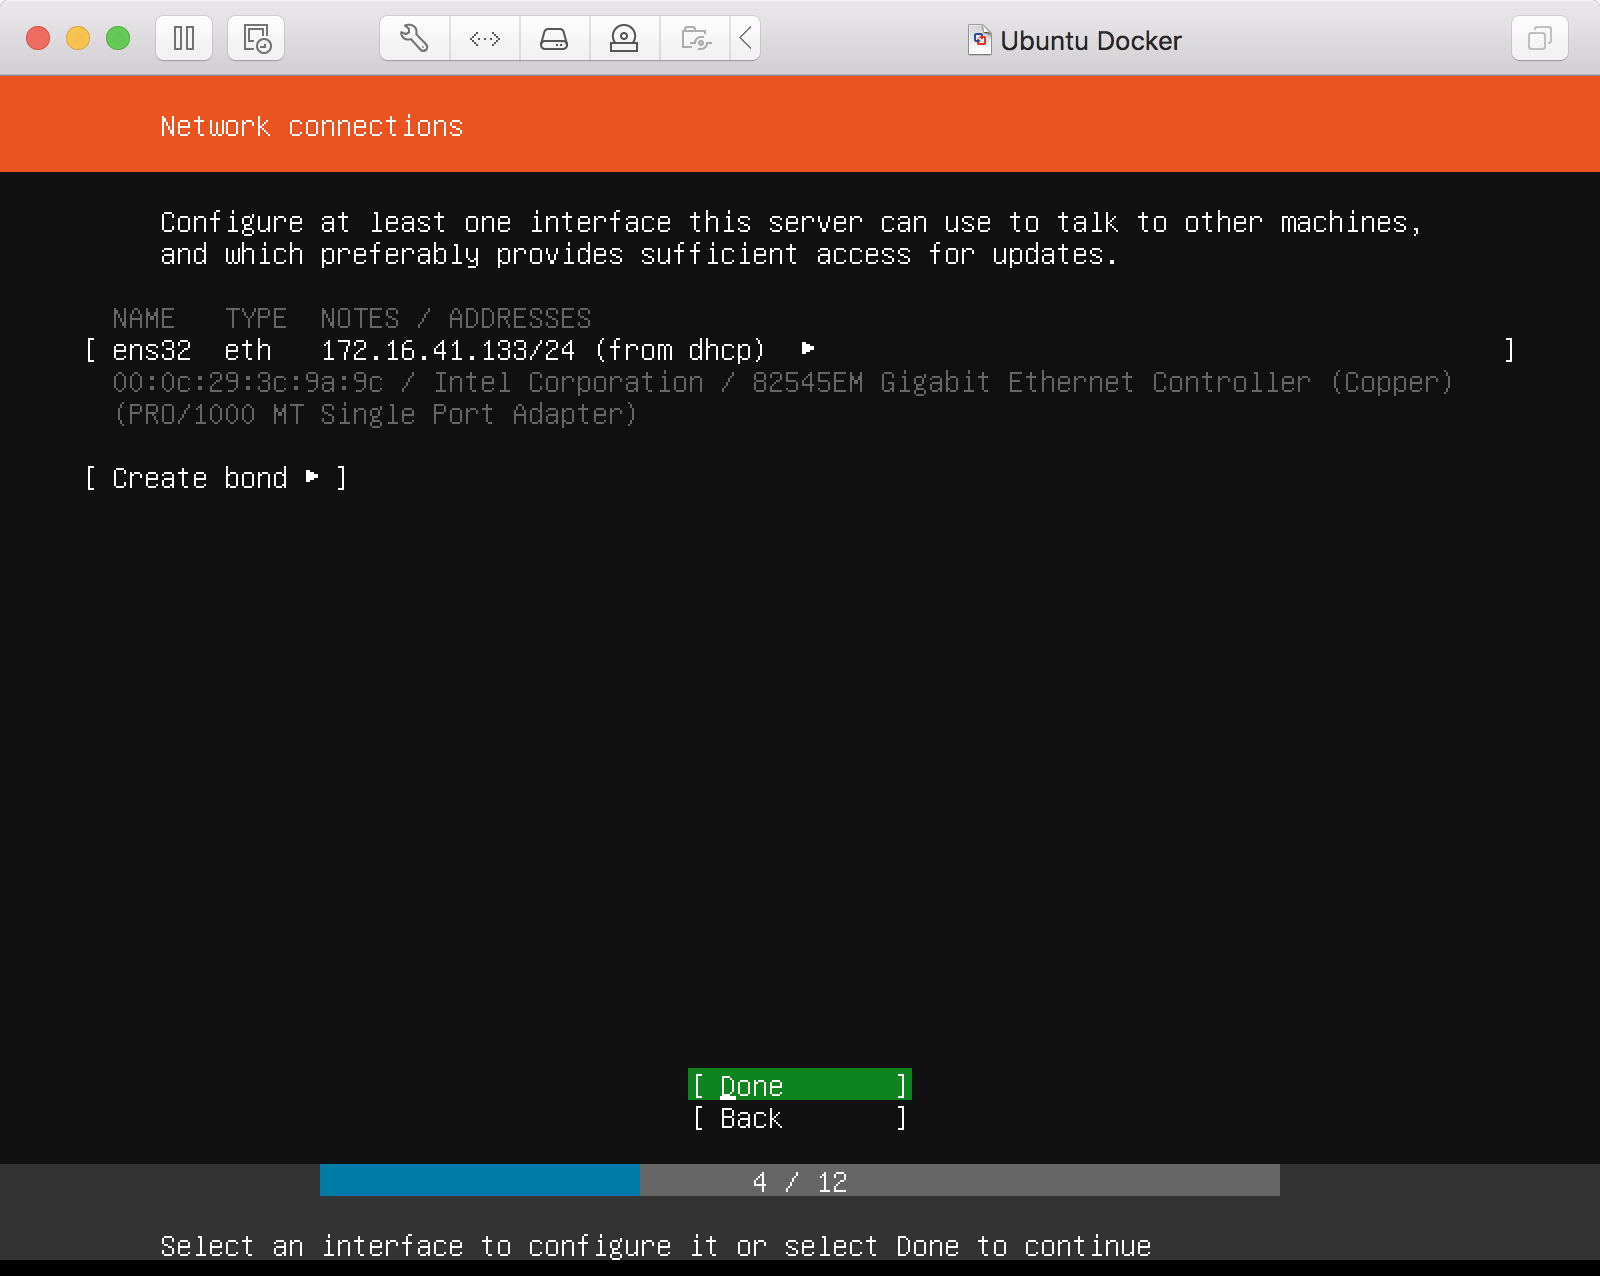 Ubuntu Docker
Network connections
Configure at least one interface this server can use to talk to other machines,
and which preferably provides sufficient access for updates.
NAME TYPE NOTES / ADDRESSES
[ ens32 eth 172.16.41.133/24 (from dhcp) ▸ ]
00:0c:29:3c:9a:9c / Intel Corporation / 82545EM Gigabit Ethernet Controller (Copper)
(PRO/1000 MT Single Port Adapter)
[ Create bond ▸ ]
[ Done ]
[ Back ]
4 / 12
Select an interface to configure it or select Done to continue